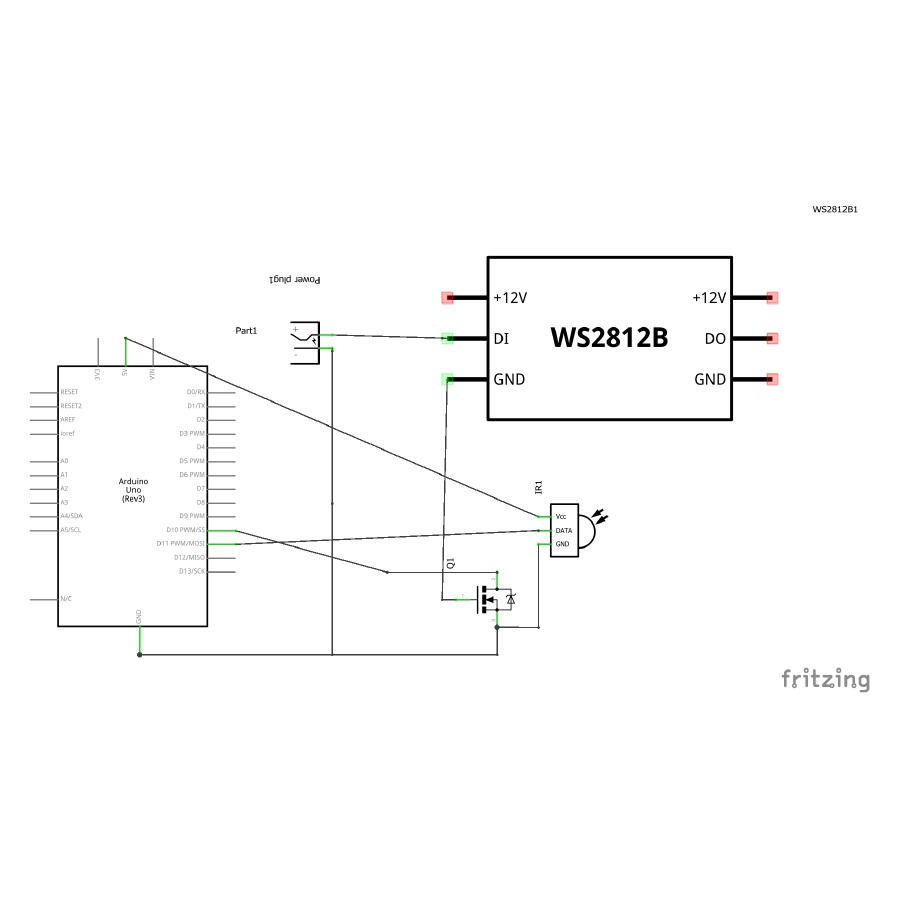 WS2812B1
Power plug1
Part1
+
-
+12V
DI
GND
WS2812B
+12V
DO
GND
3V3
5V
VIN
RESET
RESET2
AREF
ioref
A0
A1
A2
A3
A4/SDA
A5/SCL
N/C
Arduino
Uno
(Rev3)
D0/RX
D1/TX
D2
D3 PWM
D4
D5 PWM
D6 PWM
D7
D8
D9 PWM
D10 PWM/SS
D11 PWM/MOSI
D12/MISO
D13/SCK
GND
IR1
Vcc
DATA
GND
Q1
fritzing